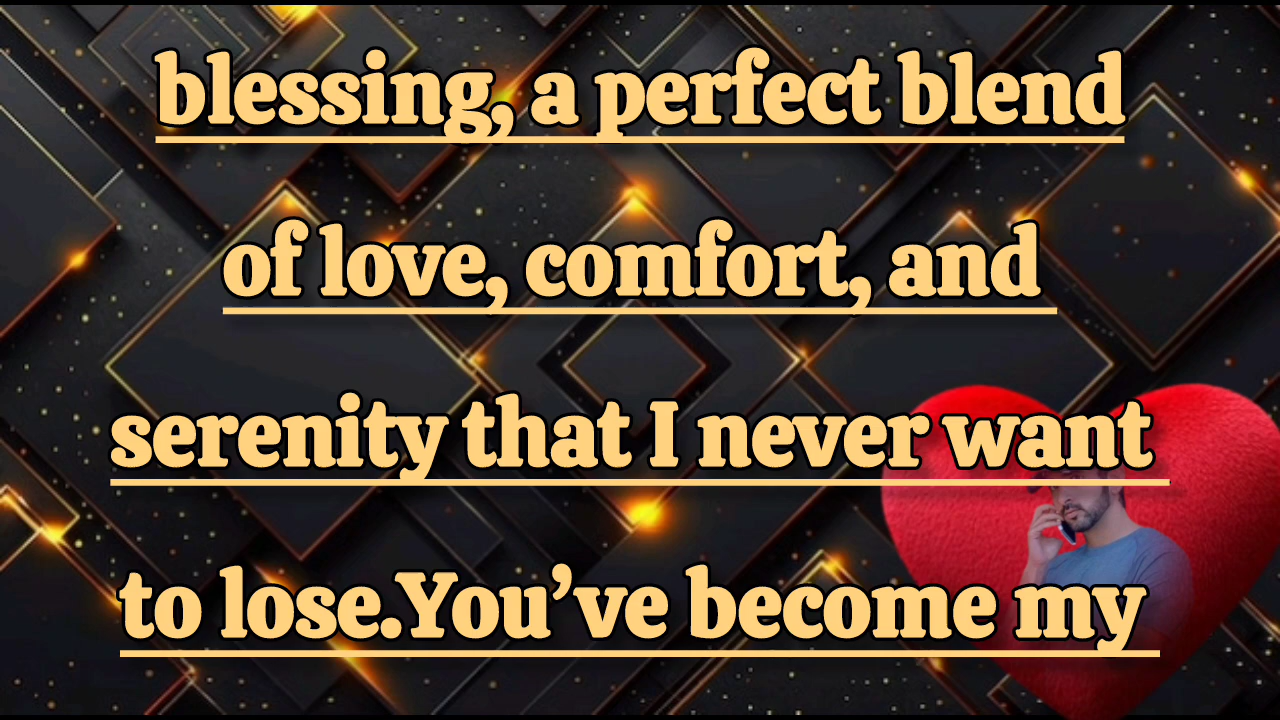 blessing, a perfect blend
of love, comfort, and
serenity that I never want
to lose.You’ve become my